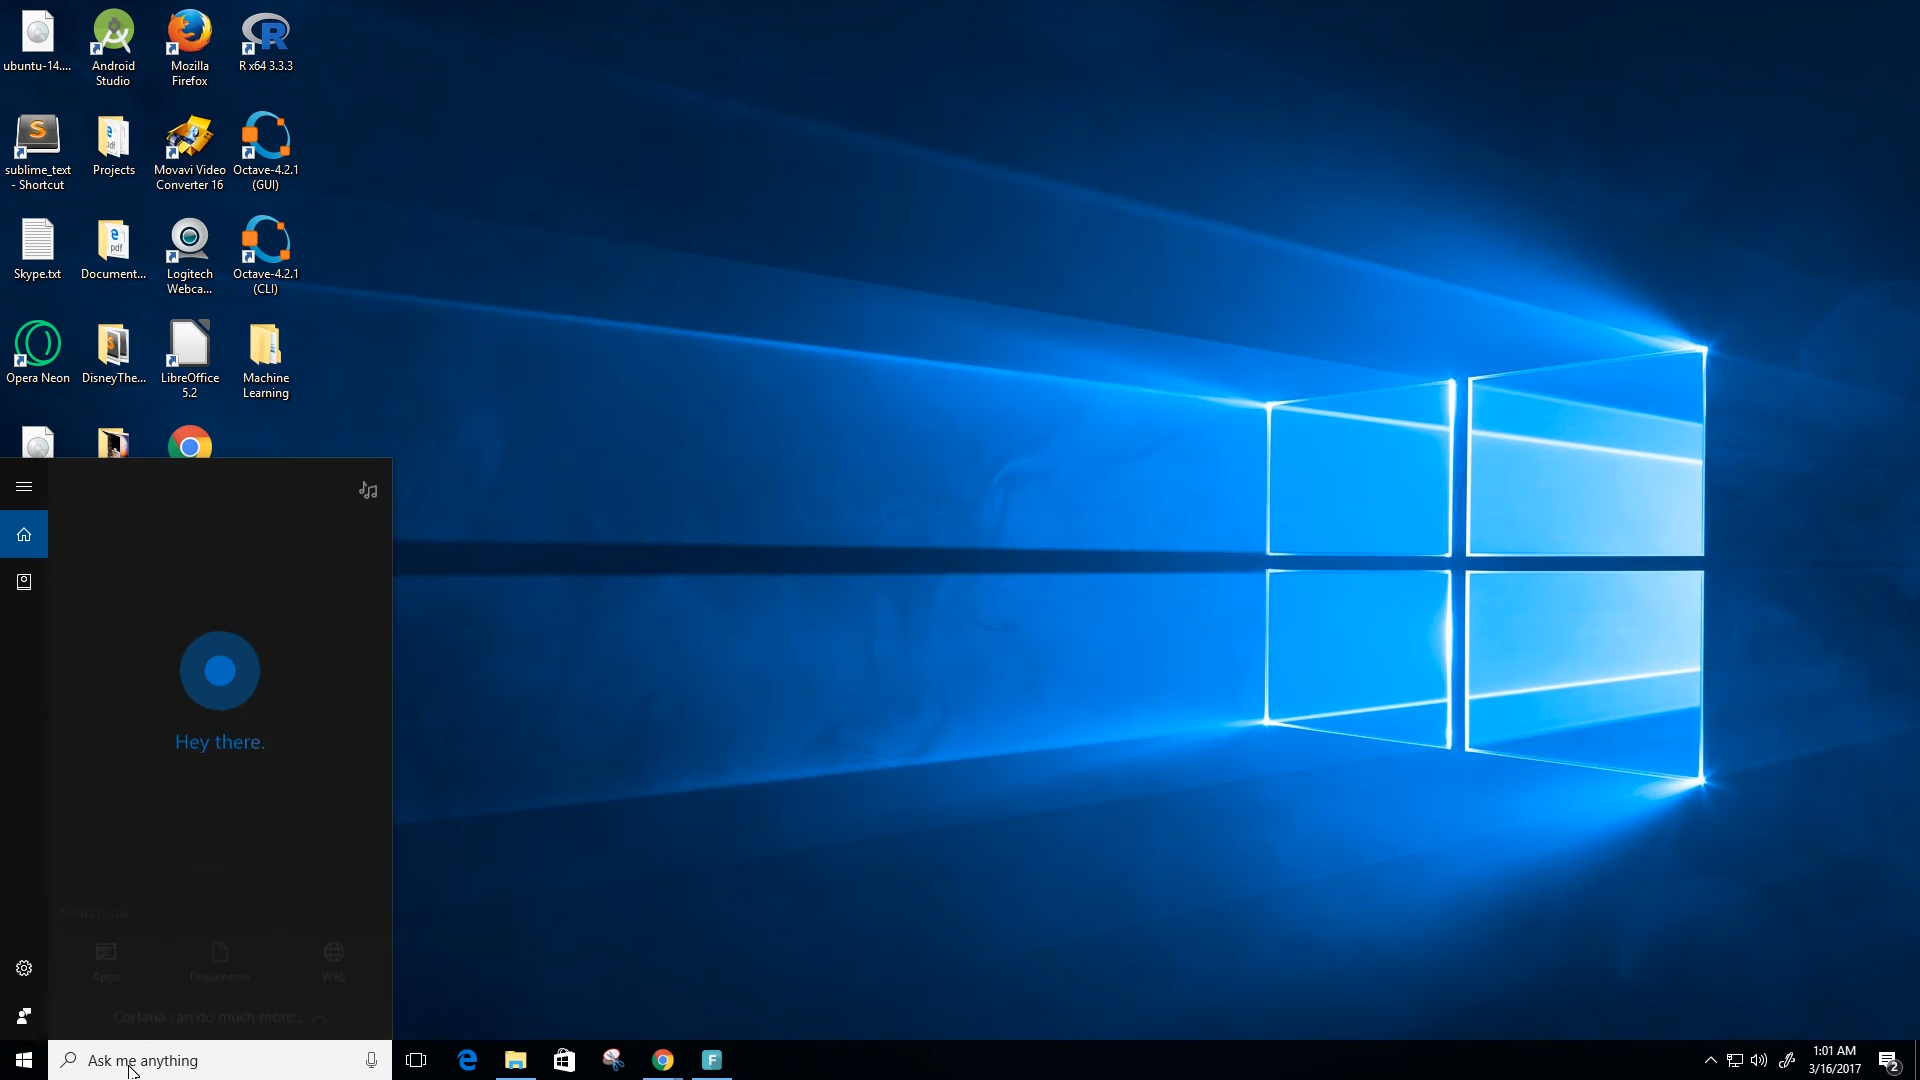 ubuntu-14....
Android
Studio
Mozilla
Firefox
R x64 3.3.3
sublime_text
- Shortcut
Projects
Movavi Video
Converter 16
Octave-4.2.1
(GUI)
Skype.txt
Document...
Logitech
Webca...
Octave-4.2.1
(CLI)
Opera Neon
DisneyThe...
LibreOffice
5.2
Machine
Learning
Hey there.
Apps
Documents
Web
Cortana can do much more.
Ask me anything
1:01 AM
3/16/2017
2